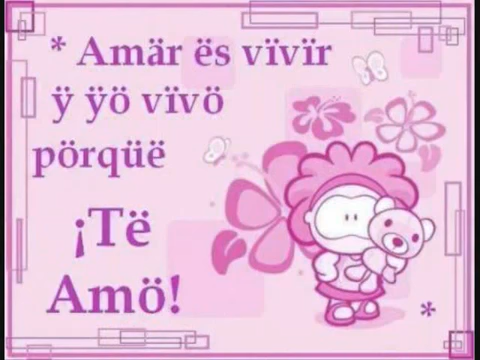 * Amär ës vïvïr
ÿ ÿö vïvö
pörqüë
¡Të
Amö!
*